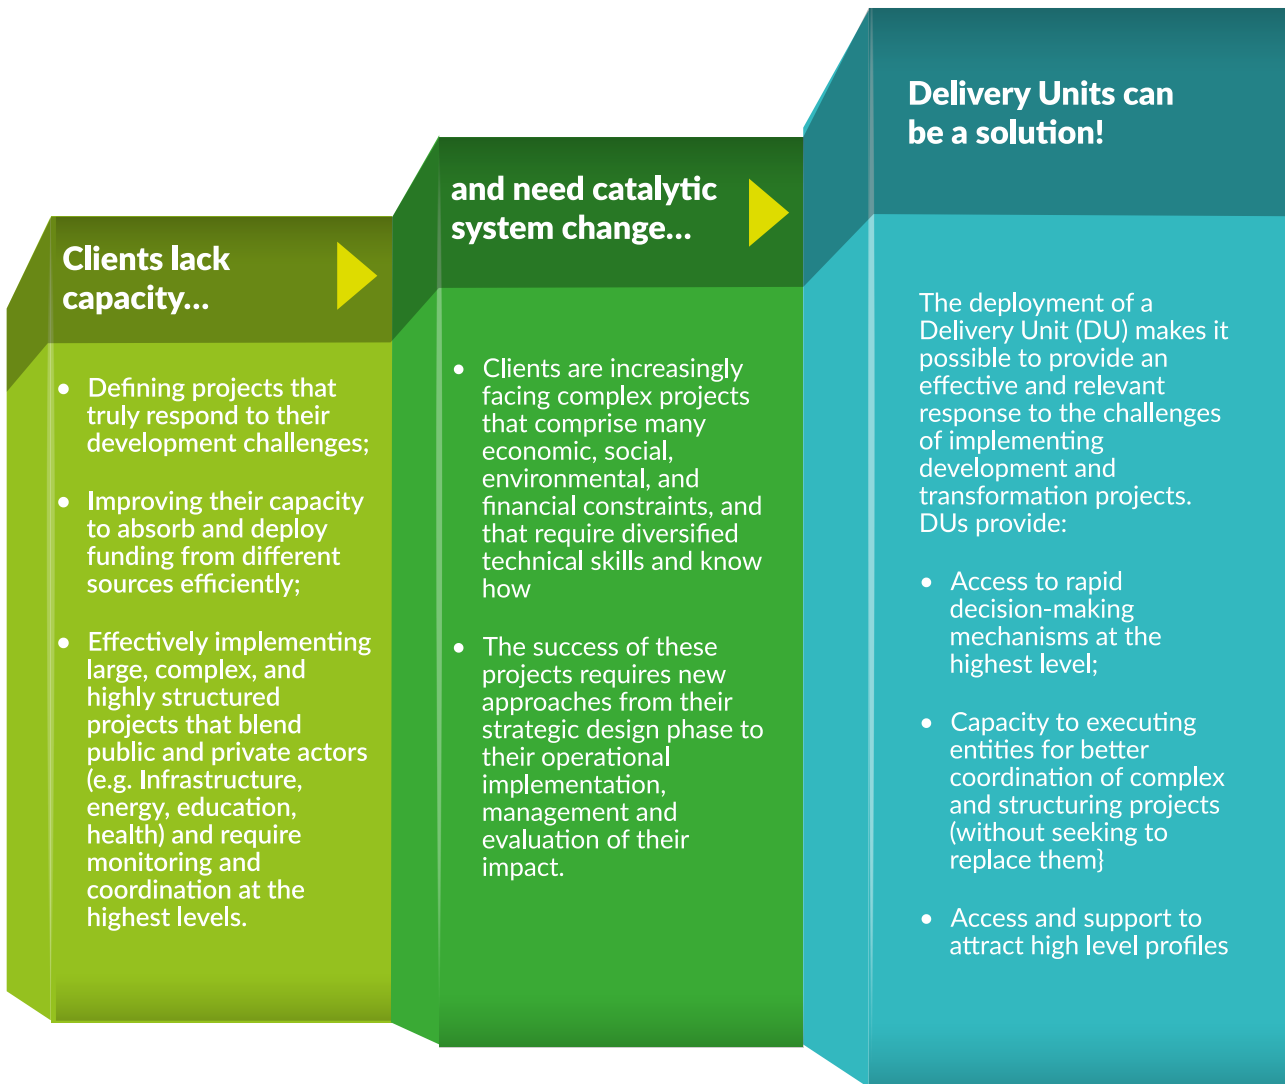 Clients lack
capacity...
• Defining projects that
truly respond to their
development challenges;
• Improving their capacity
to absorb and deploy
funding from different
sources efficiently;
• Effectively implementing
large, complex, and
highly structured
projects that blend
public and private actors
(e.g. Infrastructure,
energy, education,
health) and require
monitoring and
coordination at the
highest levels.
and need catalytic
system change...
• Clients are increasingly
facing complex projects
that comprise many
economic, social,
environmental, and
financial constraints, and
that require diversified
technical skills and know
how
• The success of these
projects requires new
approaches from their
strategic design phase to
their operational
implementation,
management and
evaluation of their
impact.
Delivery Units can
be a solution!
The deployment of a
Delivery Unit (DU) makes it
possible to provide an
effective and relevant
response to the challenges
of implementing
development and
transformation projects.
DUs provide:
• Access to rapid
decision-making
mechanisms at the
highest level;
• Capacity to executing
entities for better
coordination of complex
and structuring projects
(without seeking to
replace them}
• Access and support to
attract high level profiles